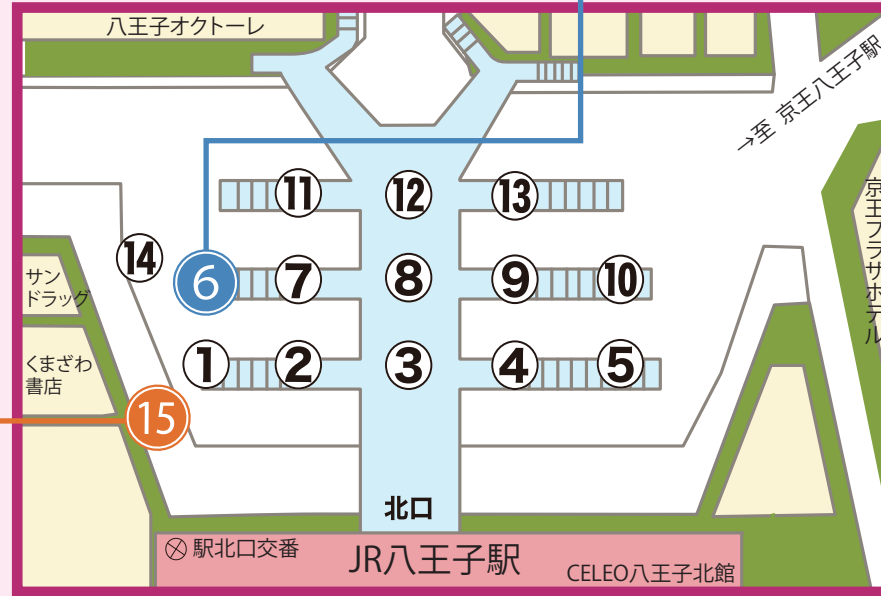 八王子オクトーレ
→至 京王八王子駅
京王プラザホテル
⑪
⑫
⑬
⑭
サン
ドラッグ
6
⑦
⑧
⑨
⑩
くまざわ
書店
①
②
③
④
⑤
15
北口
駅北口交番
JR八王子駅
CELEO八王子北館